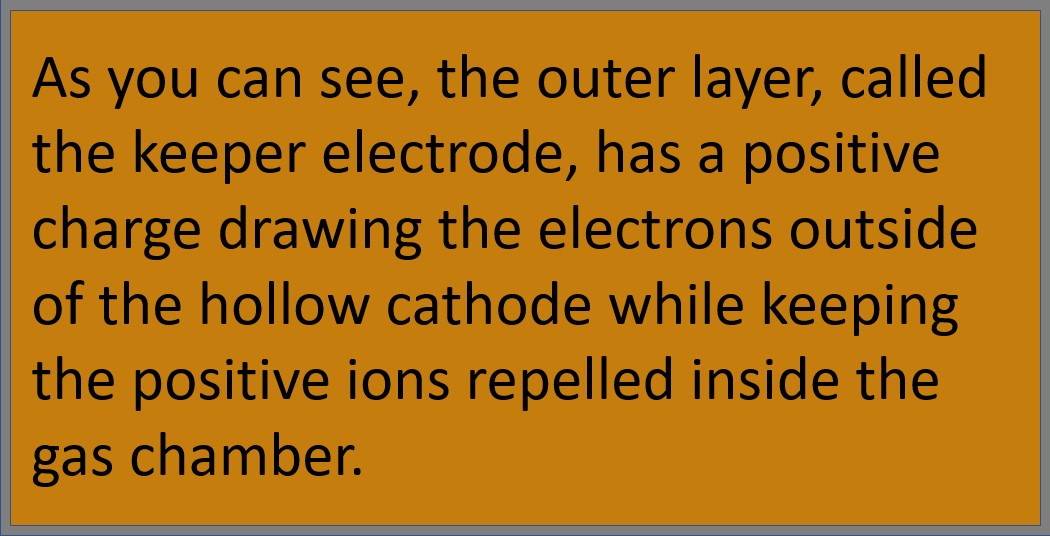 As you can see, the outer layer, called
the keeper electrode, has a positive
charge drawing the electrons outside
of the hollow cathode while keeping
the positive ions repelled inside the
gas chamber.